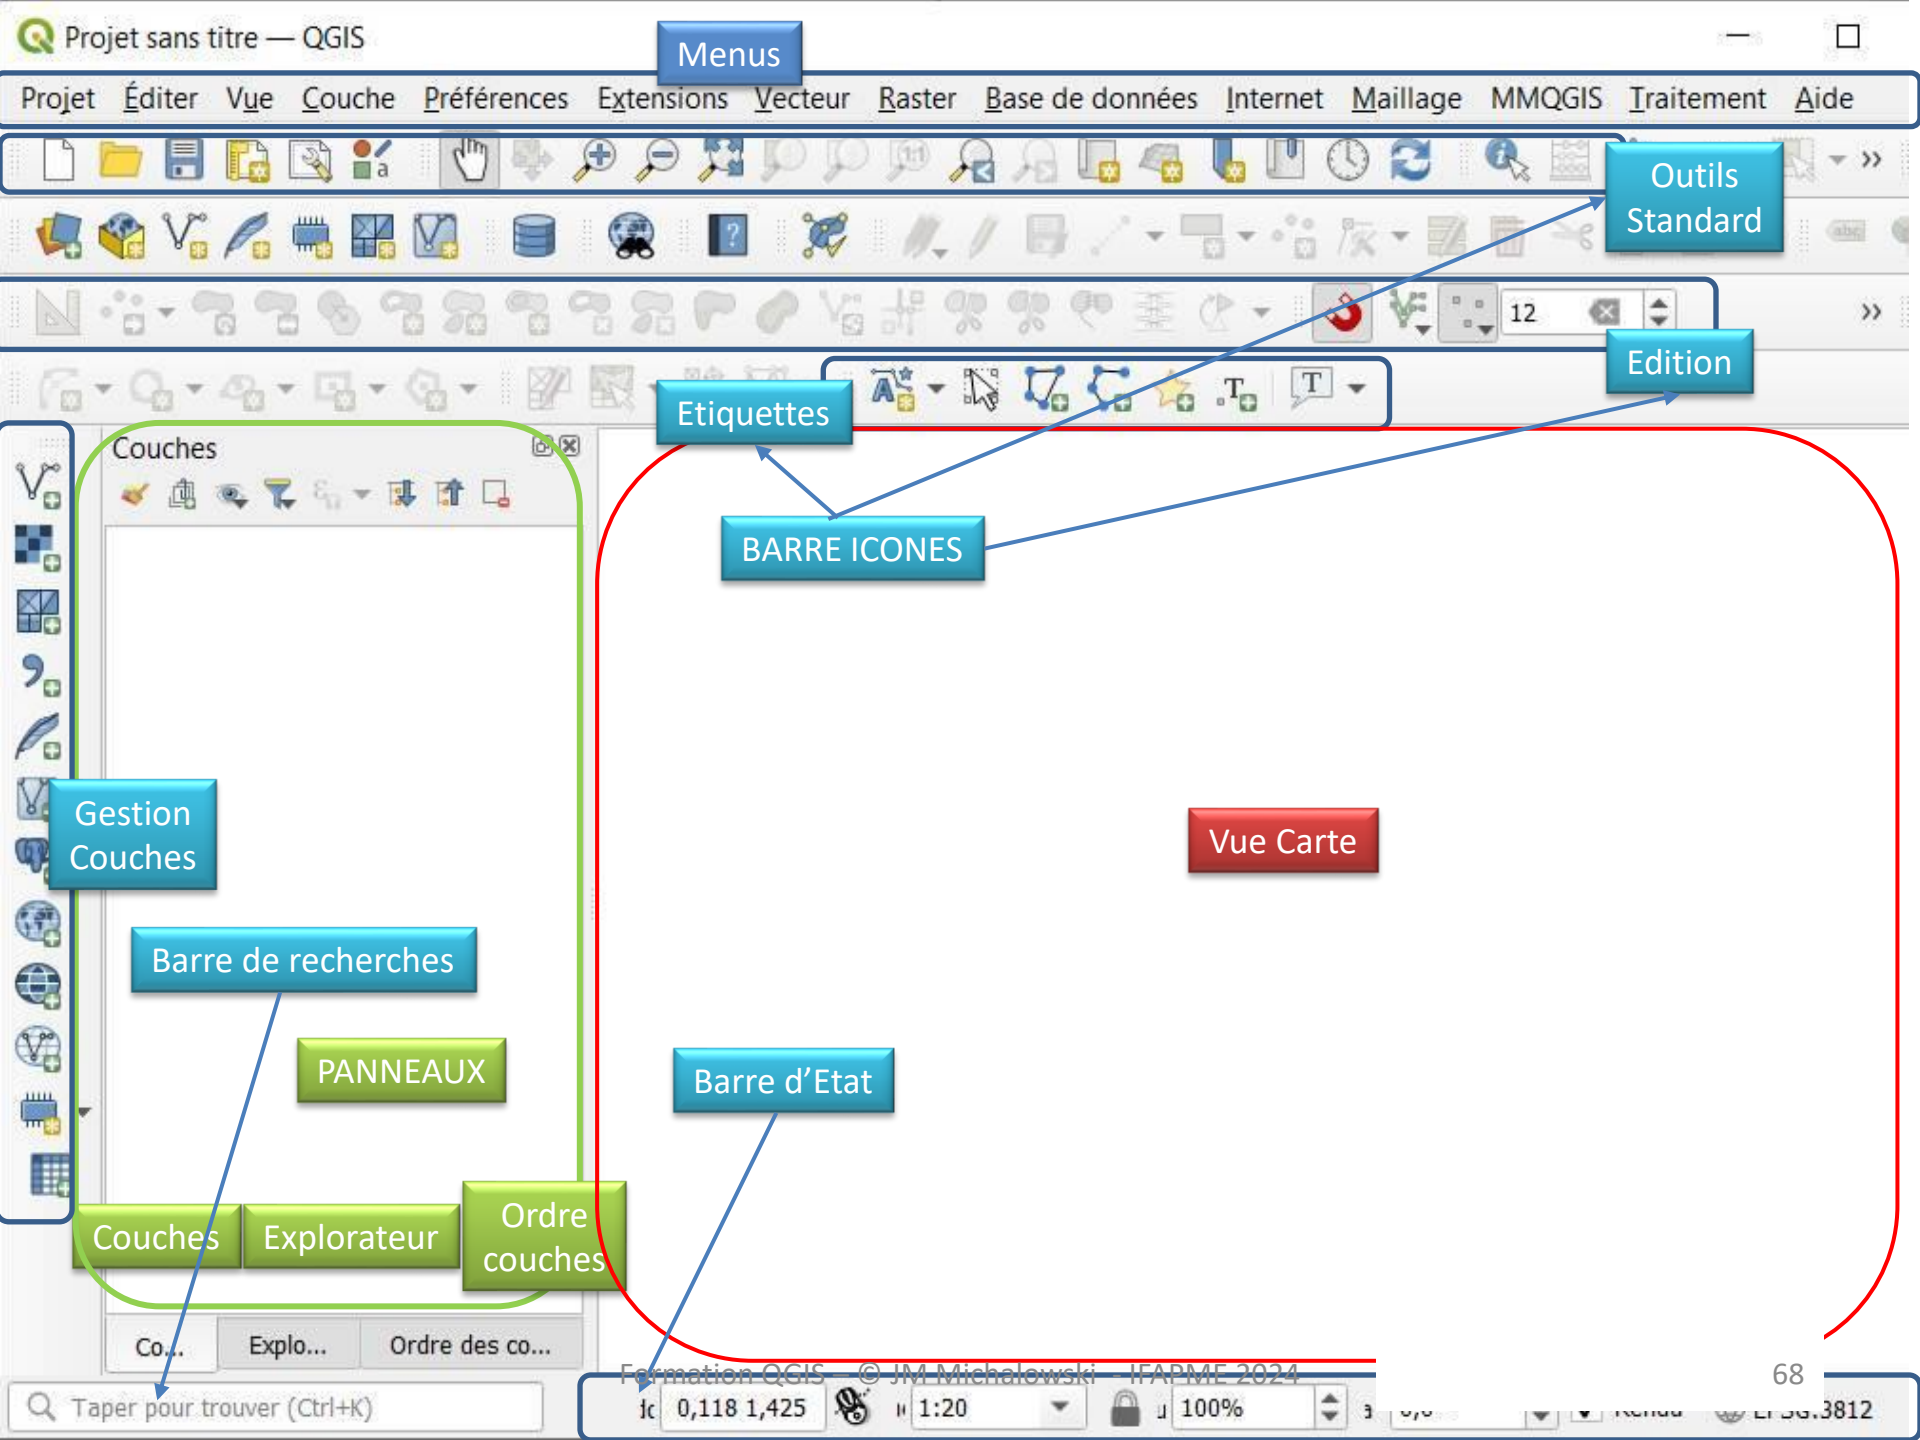 Projet sans titre — QGIS
Menus
Projet Éditer Vue Couche Préférences Extensions Vecteur Raster Base de données Internet Maillage MMQGIS Traitement Aide
Outils
Standard
12
Edition
Etiquettes
Couches
BARRE ICONES
Gestion
Couches
Vue Carte
Barre de recherches
PANNEAUX
Barre d’Etat
Couches
Explorateur
Ordre
couches
Co...
Explo...
Ordre des co...
Formation QGIS – © JM Michalowski - IFAPME 2024
68
Taper pour trouver (Ctrl+K)
0,118 1,425
1:20
100%